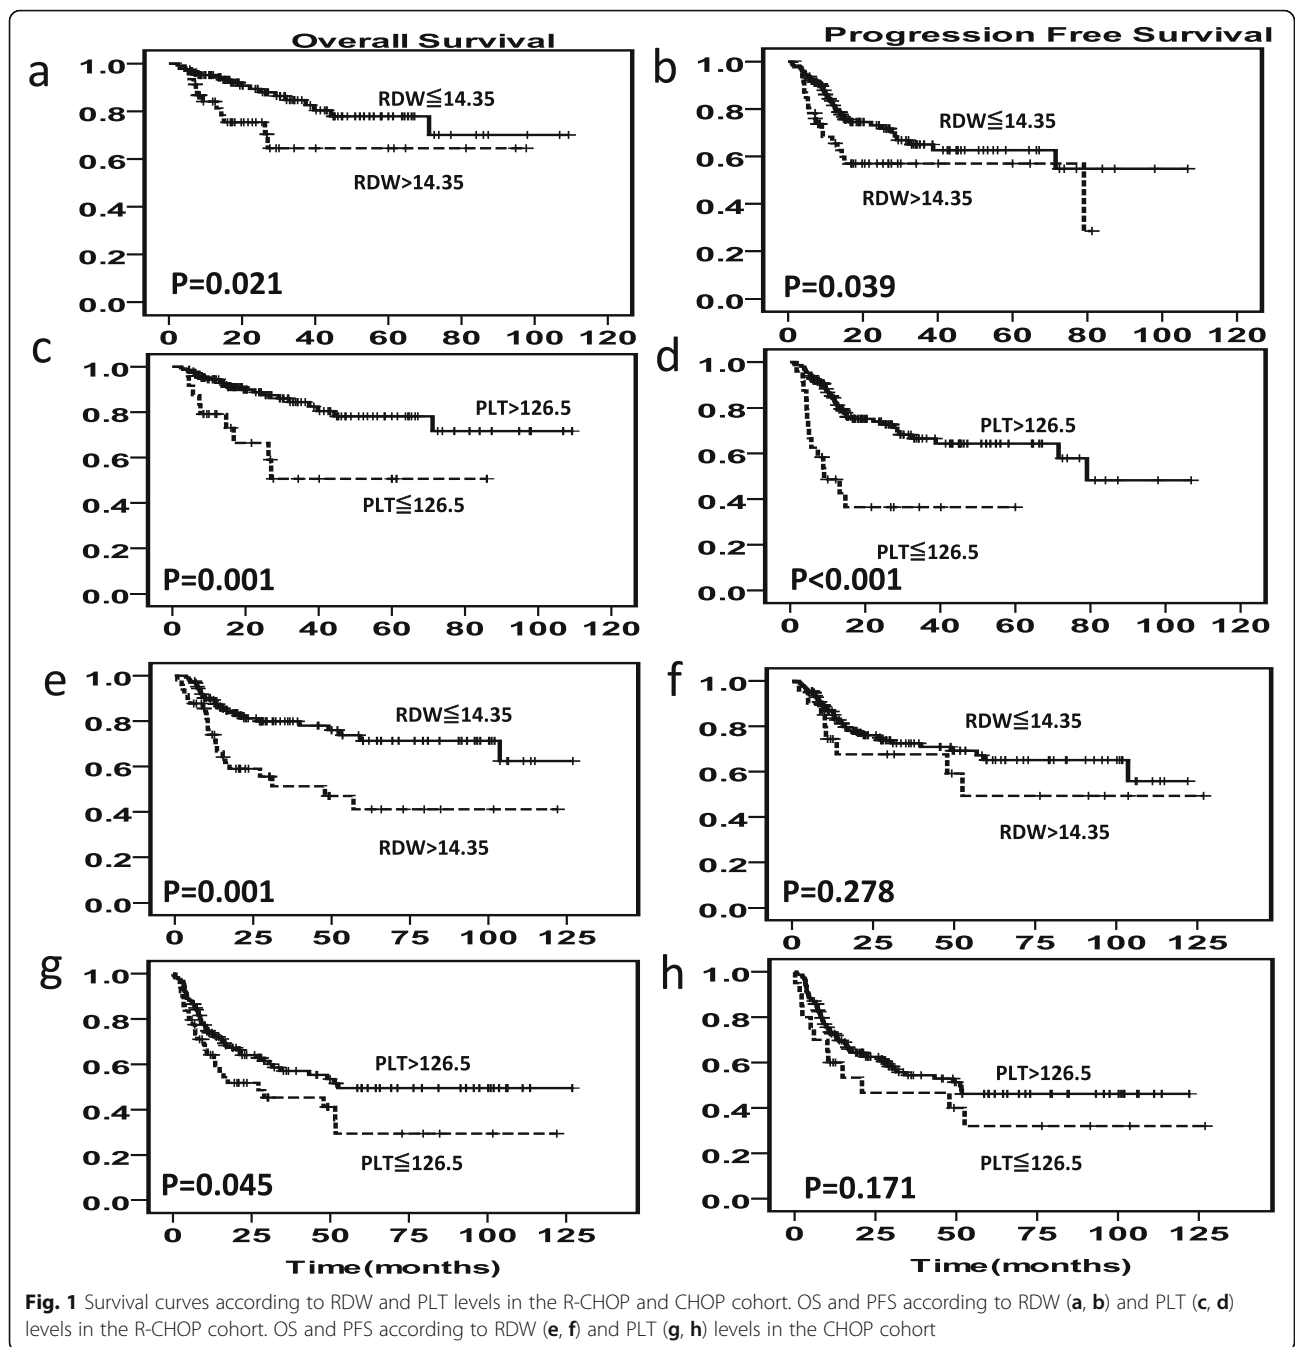 Overall Survival
Progression Free Survival
a
1.0
0.8
0.6
0.4
0.2
0.0
RDW≦14.35
RDW>14.35
P=0.021
0 20 40 60 80 100 120
b
1.0
0.8
0.6
0.4
0.2
0.0
RDW≦14.35
RDW>14.35
P=0.039
0 20 40 60 80 100 120
c
1.0
0.8
0.6
0.4
0.2
0.0
PLT>126.5
PLT≦126.5
P=0.001
0 20 40 60 80 100 120
d
1.0
0.8
0.6
0.4
0.2
0.0
PLT>126.5
PLT≦126.5
P<0.001
0 20 40 60 80 100 120
e
1.0
0.8
0.6
0.4
0.2
0.0
RDW≦14.35
RDW>14.35
P=0.001
0 25 50 75 100 125
f
1.0
0.8
0.6
0.4
0.2
0.0
RDW≦14.35
RDW>14.35
P=0.278
0 25 50 75 100 125
g
1.0
0.8
0.6
0.4
0.2
0.0
PLT>126.5
PLT≦126.5
P=0.045
0 25 50 75 100 125
Time(months)
h
1.0
0.8
0.6
0.4
0.2
0.0
PLT>126.5
PLT≦126.5
P=0.171
0 25 50 75 100 125
Time(months)
Fig. 1 Survival curves according to RDW and PLT levels in the R-CHOP and CHOP cohort. OS and PFS according to RDW (a, b) and PLT (c, d)
levels in the R-CHOP cohort. OS and PFS according to RDW (e, f) and PLT (g, h) levels in the CHOP cohort